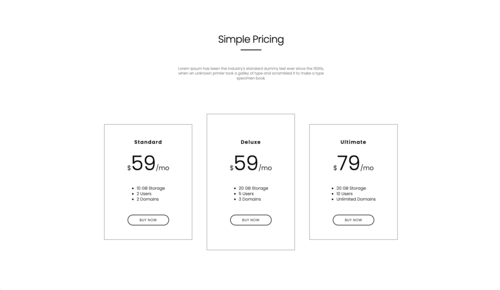 Simple Pricing
Lorem Ipsum has been the industry's standard dummy text ever since the 1500s,
when an unknown printer took a galley of type and scrambled it to make a type
specimen book.
Standard
$59/mo
10 GB Storage
2 Users
2 Domains
BUY NOW
Deluxe
$59/mo
20 GB Storage
5 Users
3 Domains
BUY NOW
Ultimate
$79/mo
20 GB Storage
10 Users
Unlimited Domains
BUY NOW